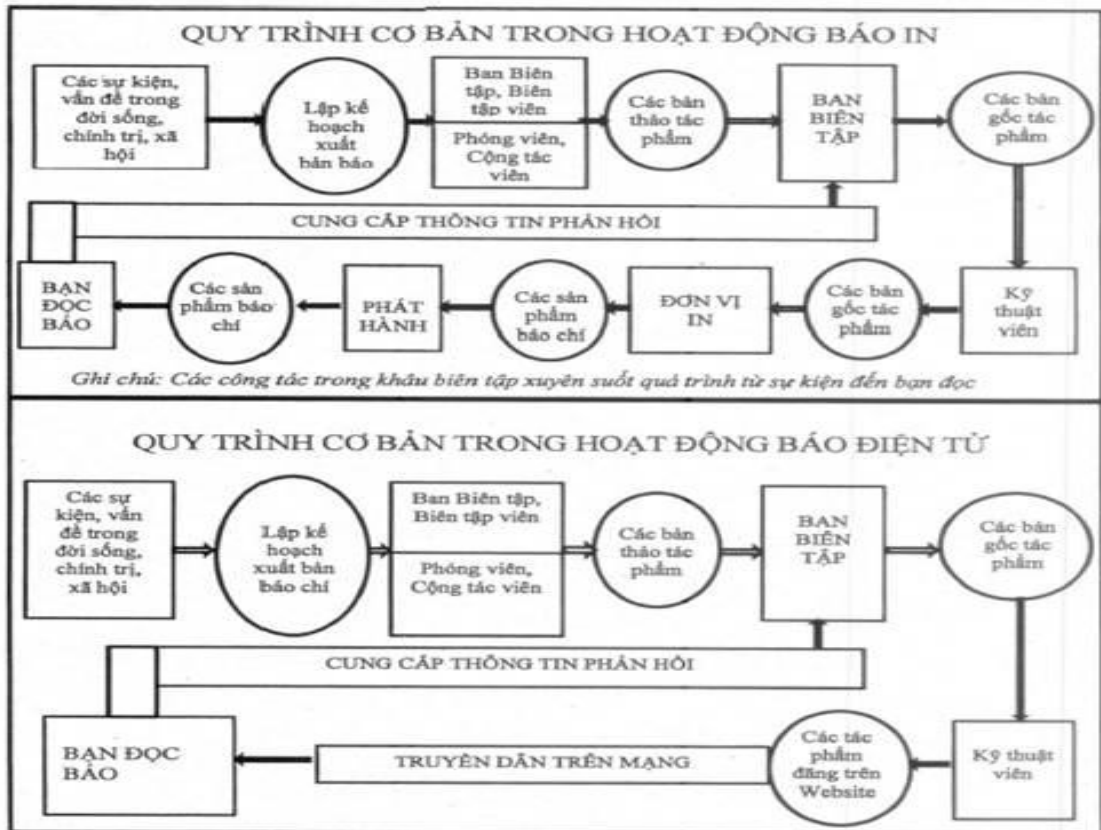 QUY TRÌNH CƠ BẢN TRONG HOẠT ĐỘNG BÁO IN
Các sự kiện,
vấn đề trong
đời sống,
chính trị, xã
hội
Lập kế
hoạch xuất
bản báo
Ban Biên
tập, Biên
tập viên
Phóng viên,
Cộng tác
viên
Các bản
thảo tác
phẩm
BAN
BIÊN
TẬP
Các bản
gốc tác
phẩm
CUNG CẤP THÔNG TIN PHẢN HỒI
BẠN
ĐỌC
BÁO
Các sản
phẩm báo
chí
PHÁT
HÀNH
Các sản
phẩm
báo chí
ĐƠN VỊ
IN
Các bản
gốc tác
phẩm
Kỹ
thuật
viên
Ghi chú: Các công tác trong khâu biên tập xuyên suốt quá trình từ sự kiện đến bạn đọc
QUY TRÌNH CƠ BẢN TRONG HOẠT ĐỘNG BÁO ĐIỆN TỬ
Các sự
kiện, vấn
đề trong
đời sống,
chính trị,
xã hội
Lập kế
hoạch
xuất bản
báo chí
Ban Biên tập,
Biên tập viên
Phóng viên,
Cộng tác viên
Các bản
thảo tác
phẩm
BAN
BIÊN
TẬP
Các bản
gốc tác
phẩm
CUNG CẤP THÔNG TIN PHẢN HỒI
BẠN ĐỌC
BÁO
TRUYỀN DẪN TRÊN MẠNG
Các tác
phẩm
đăng trên
Website
Kỹ thuật
viên